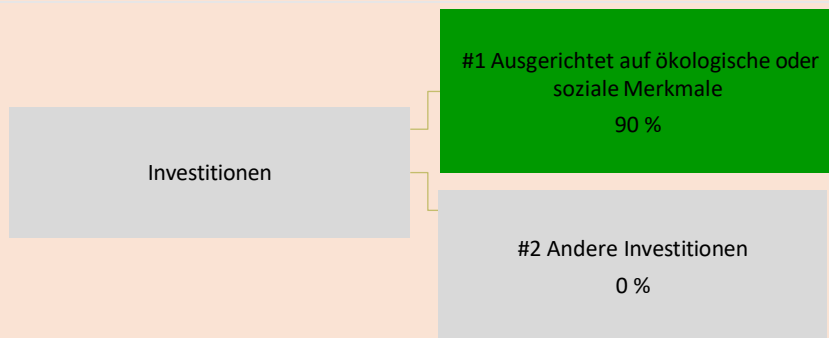 #1 Ausgerichtet auf ökologische oder
soziale Merkmale
90 %
Investitionen
#2 Andere Investitionen
0 %